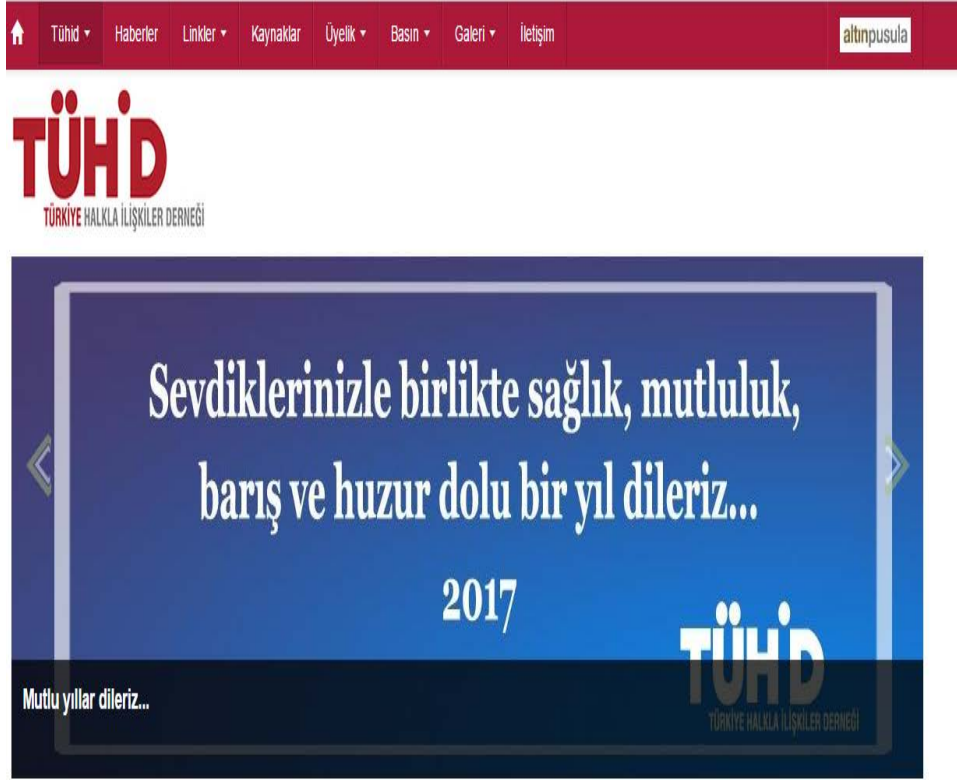 Tühid Haberler Linkler Kaynaklar Üyelik Basın Galeri İletişim altınpusula
TÜHİD
TÜRKİYE HALKLA İLİŞKİLER DERNEĞİ
Sevdiklerinizle birlikte sağlık, mutluluk,
barış ve huzur dolu bir yıl dileriz...
2017
TÜHİD
TÜRKİYE HALKLA İLİŞKİLER DERNEĞİ
Mutlu yıllar dileriz...